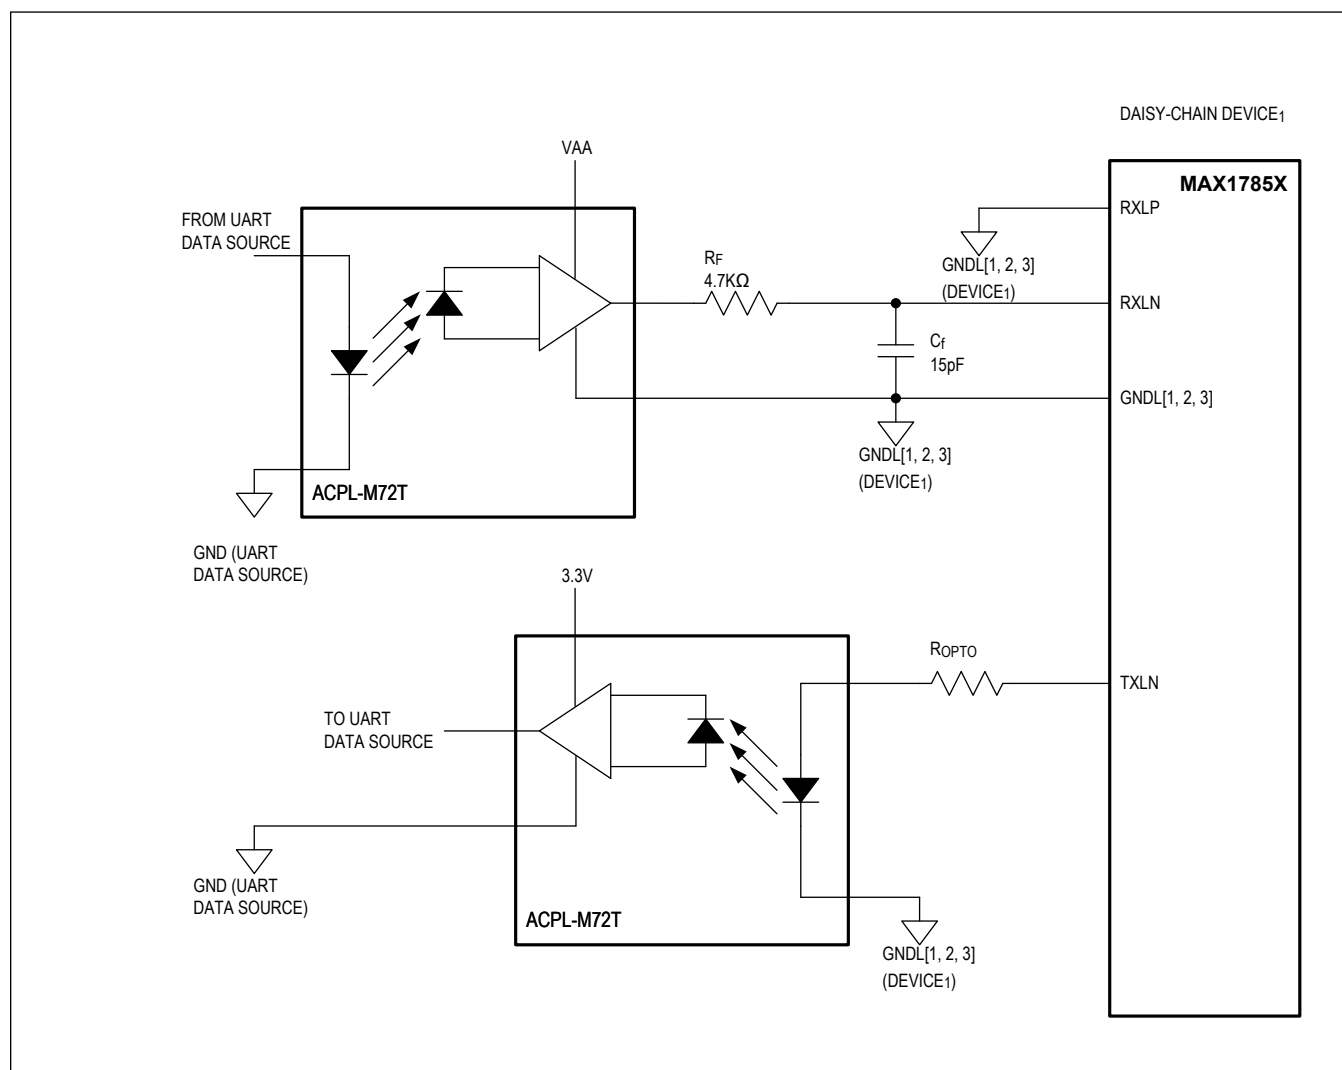 DAISY-CHAIN DEVICE1
MAX1785X
VAA
FROM UART
DATA SOURCE
RXLP
RF
4.7KΩ
GNDL[1, 2, 3]
(DEVICE1)
RXLN
Cf
15pF
GNDL[1, 2, 3]
GNDL[1, 2, 3]
(DEVICE1)
ACPL-M72T
GND (UART
DATA SOURCE)
3.3V
ROPTO
TXLN
TO UART
DATA SOURCE
GND (UART
DATA SOURCE)
ACPL-M72T
GNDL[1, 2, 3]
(DEVICE1)